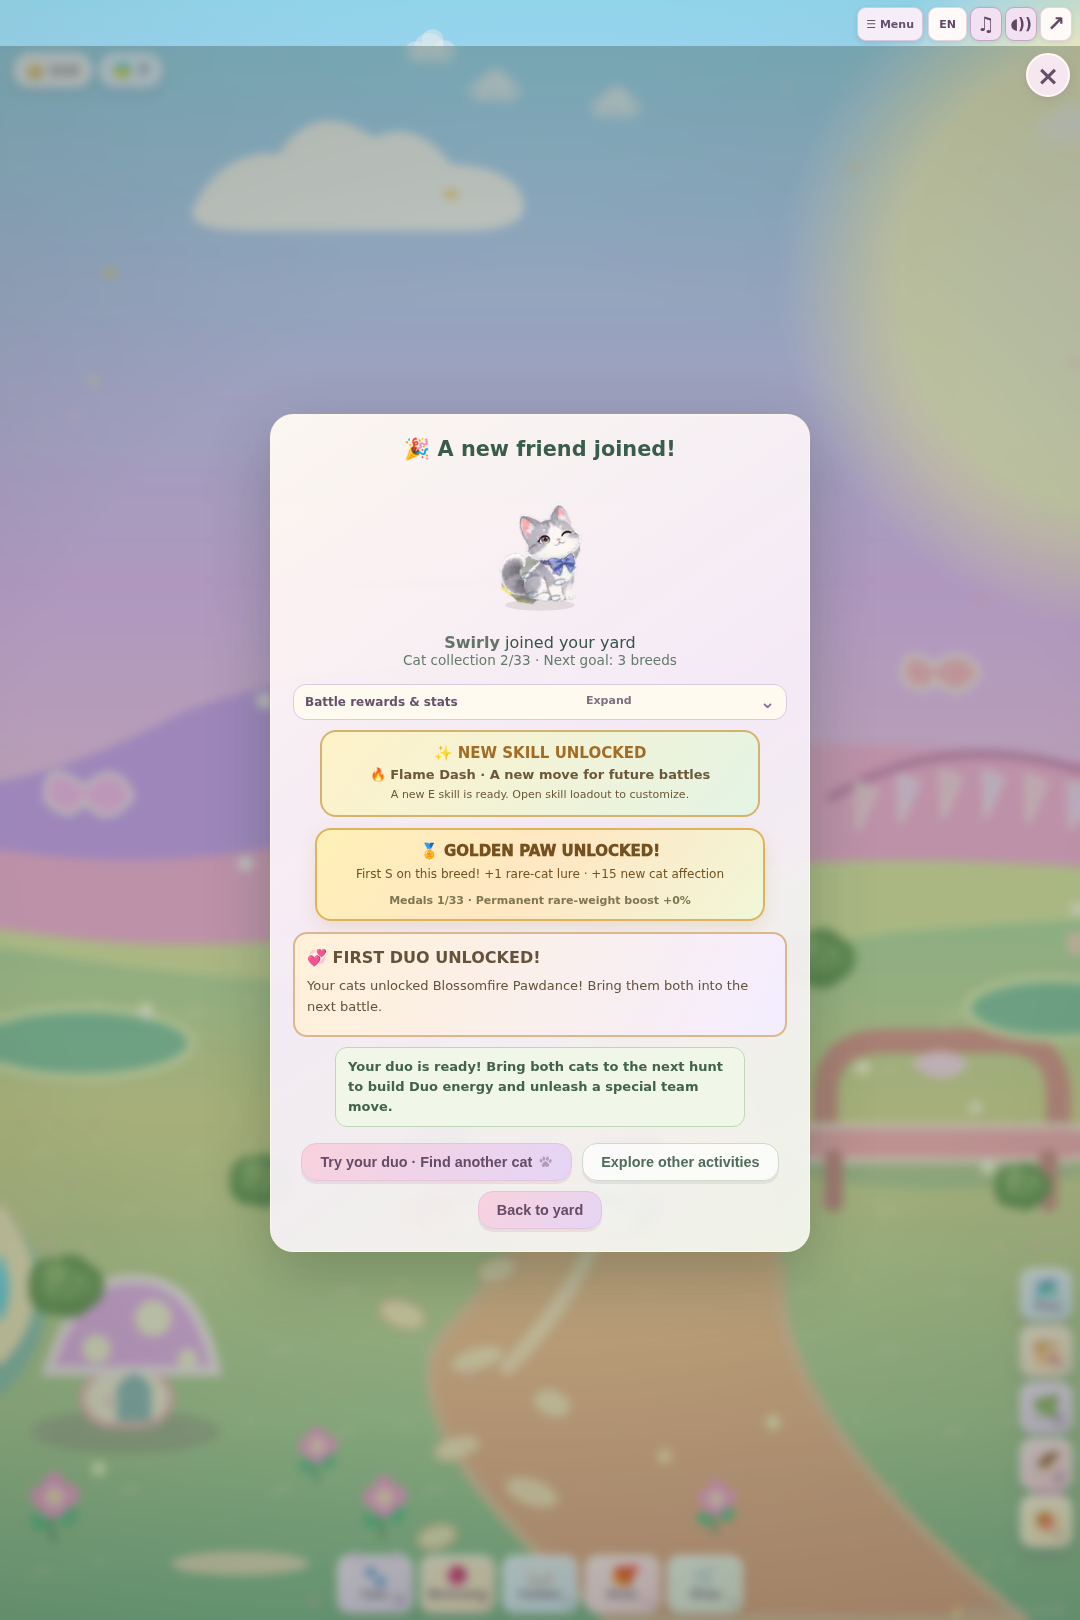 ☰ Menu
EN
🎉 A new friend joined!
Swirly joined your yard
Cat collection 2/33 · Next goal: 3 breeds
Battle rewards & stats
Expand
✨ NEW SKILL UNLOCKED
🔥 Flame Dash · A new move for future battles
A new E skill is ready. Open skill loadout to customize.
🏅 GOLDEN PAW UNLOCKED!
First S on this breed! +1 rare-cat lure · +15 new cat affection
Medals 1/33 · Permanent rare-weight boost +0%
💞 FIRST DUO UNLOCKED!
Your cats unlocked Blossomfire Pawdance! Bring them both into the
next battle.
Your duo is ready! Bring both cats to the next hunt
to build Duo energy and unleash a special team
move.
Try your duo · Find another cat 🐾
Explore other activities
Back to yard